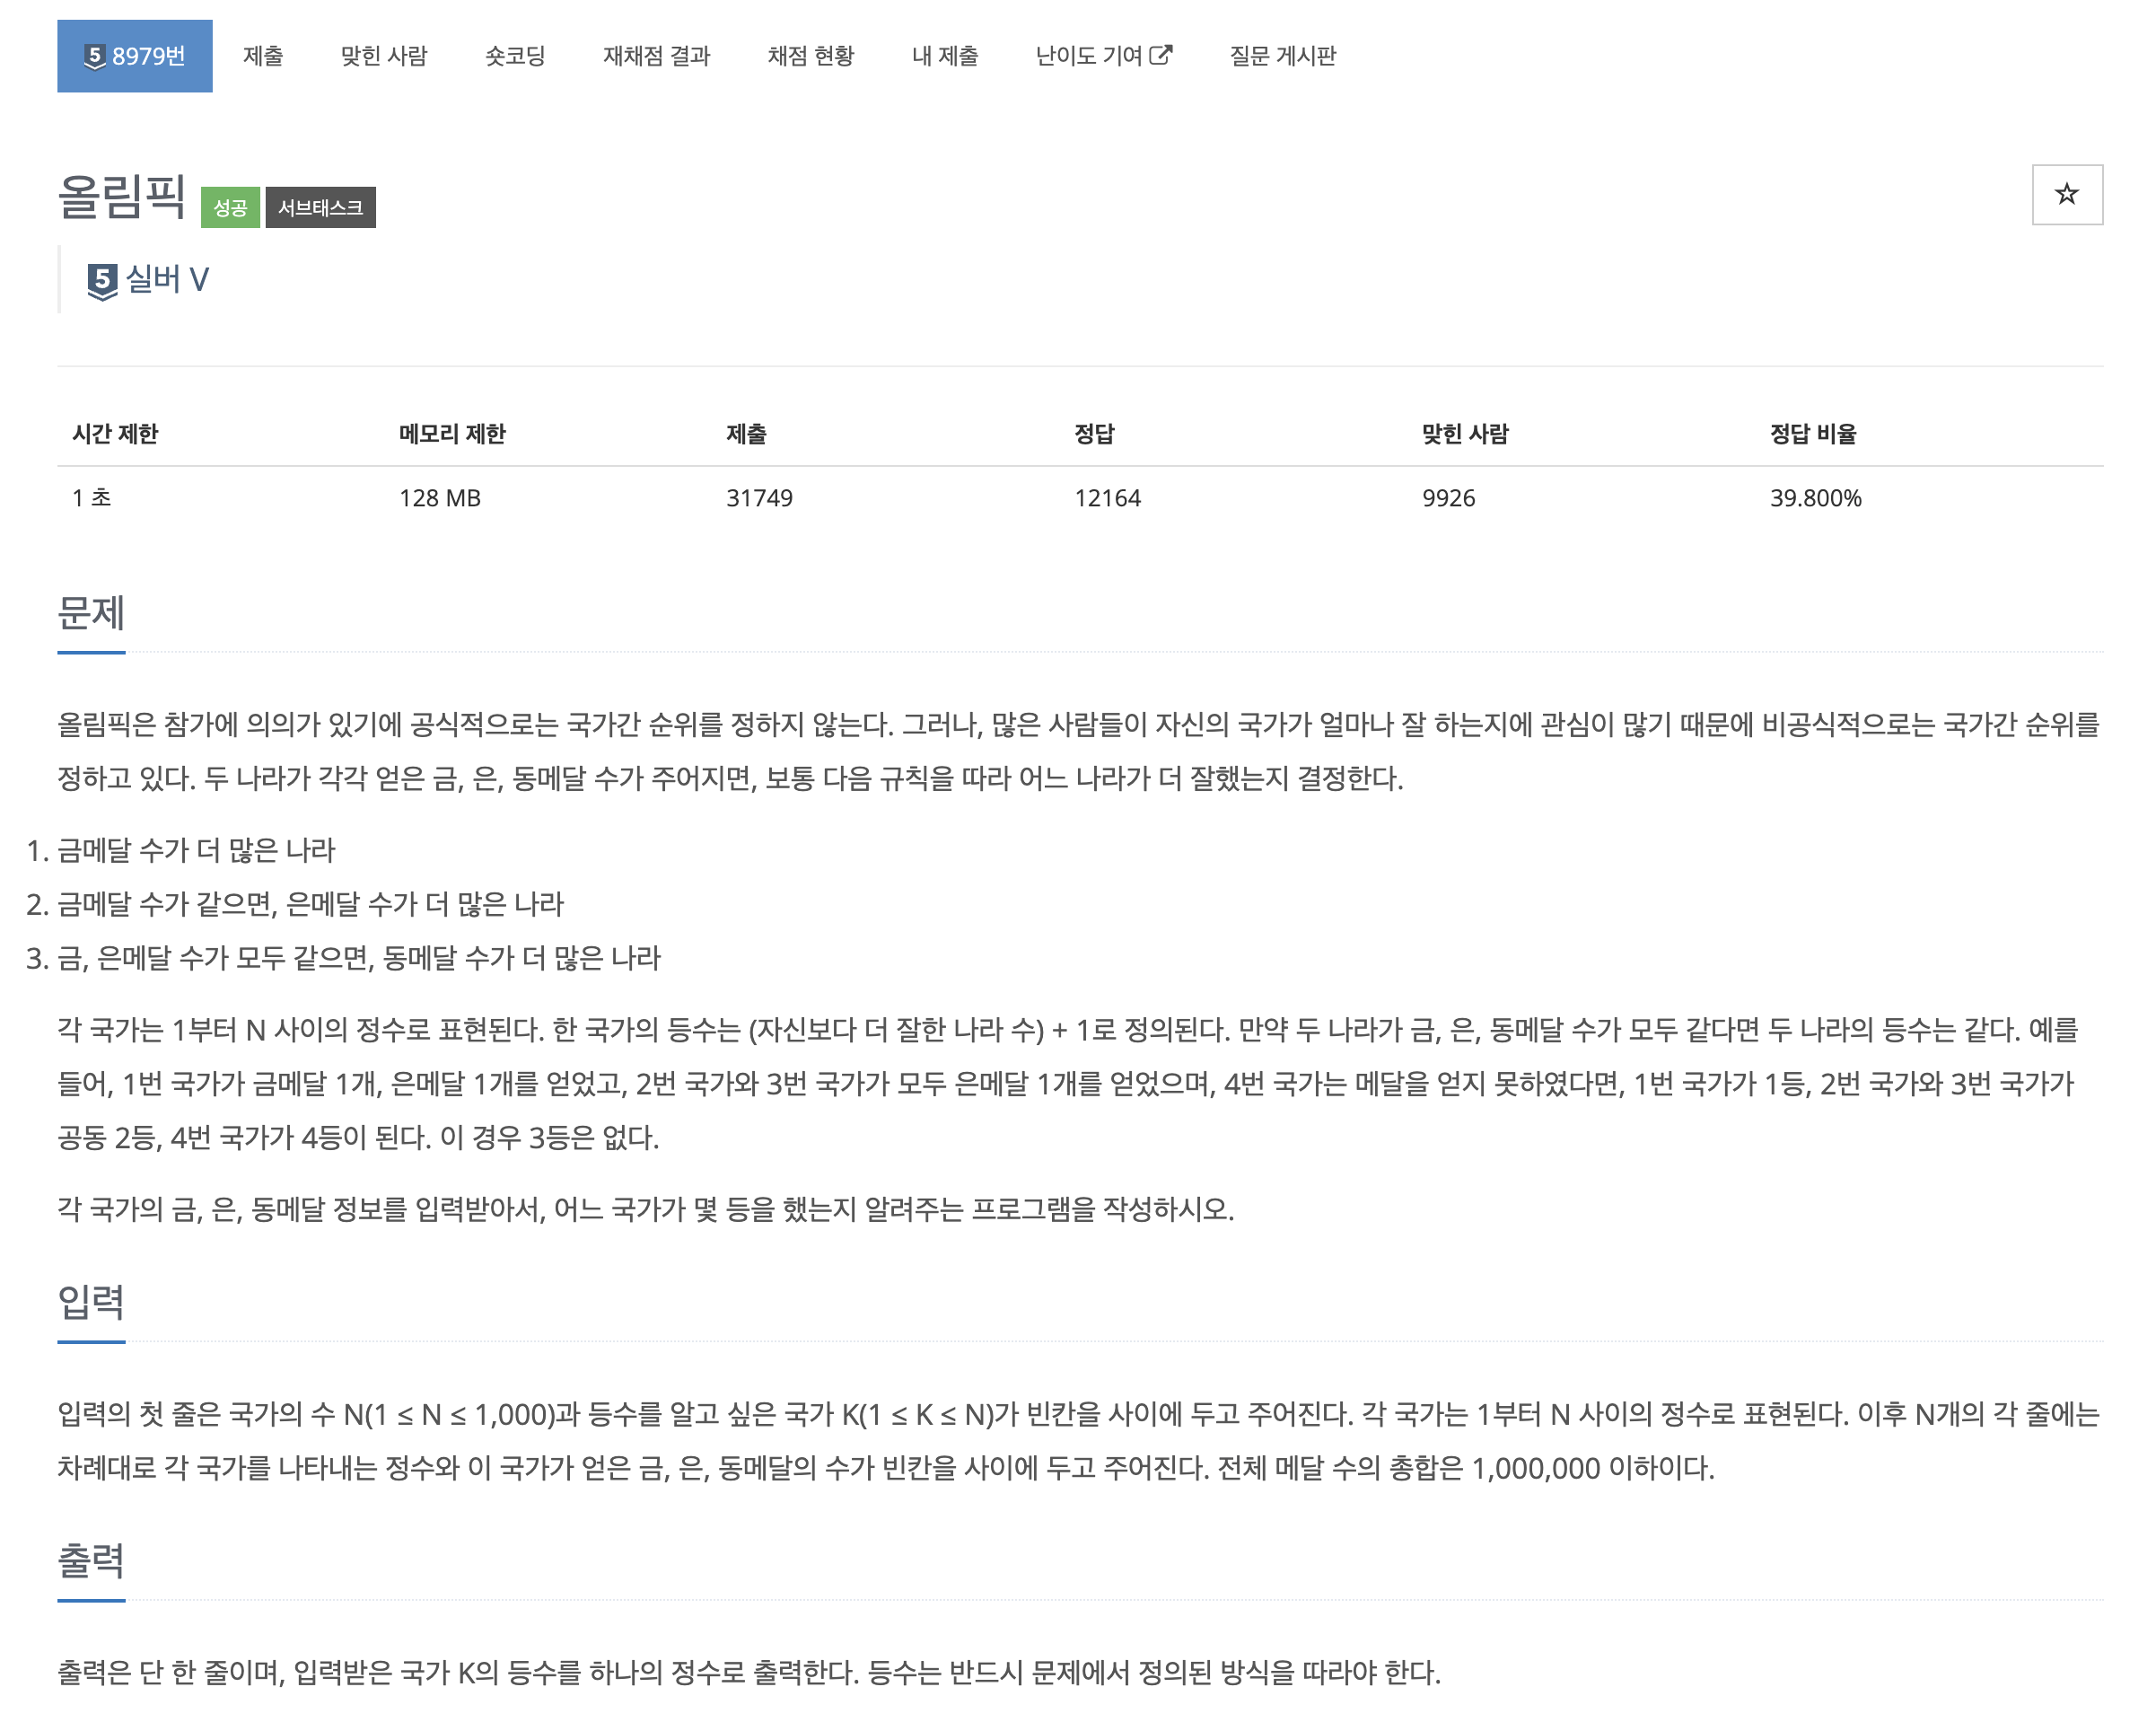 5 8979번 제출 맞힌 사람 숏코딩 재채점 결과 채점 현황 내 제출 난이도 기여 질문 게시판
올림픽 성공 서브태스크
5 실버 V
시간 제한 메모리 제한 제출 정답 맞힌 사람 정답 비율
1 초 128 MB 31749 12164 9926 39.800%
문제
올림픽은 참가에 의의가 있기에 공식적으로는 국가간 순위를 정하지 않는다. 그러나, 많은 사람들이 자신의 국가가 얼마나 잘 하는지에 관심이 많기 때문에 비공식적으로는 국가간 순위를
정하고 있다. 두 나라가 각각 얻은 금, 은, 동메달 수가 주어지면, 보통 다음 규칙을 따라 어느 나라가 더 잘했는지 결정한다.
1. 금메달 수가 더 많은 나라
2. 금메달 수가 같으면, 은메달 수가 더 많은 나라
3. 금, 은메달 수가 모두 같으면, 동메달 수가 더 많은 나라
각 국가는 1부터 N 사이의 정수로 표현된다. 한 국가의 등수는 (자신보다 더 잘한 나라 수) + 1로 정의된다. 만약 두 나라가 금, 은, 동메달 수가 모두 같다면 두 나라의 등수는 같다. 예를
들어, 1번 국가가 금메달 1개, 은메달 1개를 얻었고, 2번 국가와 3번 국가가 모두 은메달 1개를 얻었으며, 4번 국가는 메달을 얻지 못하였다면, 1번 국가가 1등, 2번 국가와 3번 국가가
공동 2등, 4번 국가가 4등이 된다. 이 경우 3등은 없다.
각 국가의 금, 은, 동메달 정보를 입력받아서, 어느 국가가 몇 등을 했는지 알려주는 프로그램을 작성하시오.
입력
입력의 첫 줄은 국가의 수 N(1 ≤ N ≤ 1,000)과 등수를 알고 싶은 국가 K(1 ≤ K ≤ N)가 빈칸을 사이에 두고 주어진다. 각 국가는 1부터 N 사이의 정수로 표현된다. 이후 N개의 각 줄에는
차례대로 각 국가를 나타내는 정수와 이 국가가 얻은 금, 은, 동메달의 수가 빈칸을 사이에 두고 주어진다. 전체 메달 수의 총합은 1,000,000 이하이다.
출력
출력은 단 한 줄이며, 입력받은 국가 K의 등수를 하나의 정수로 출력한다. 등수는 반드시 문제에서 정의된 방식을 따라야 한다.